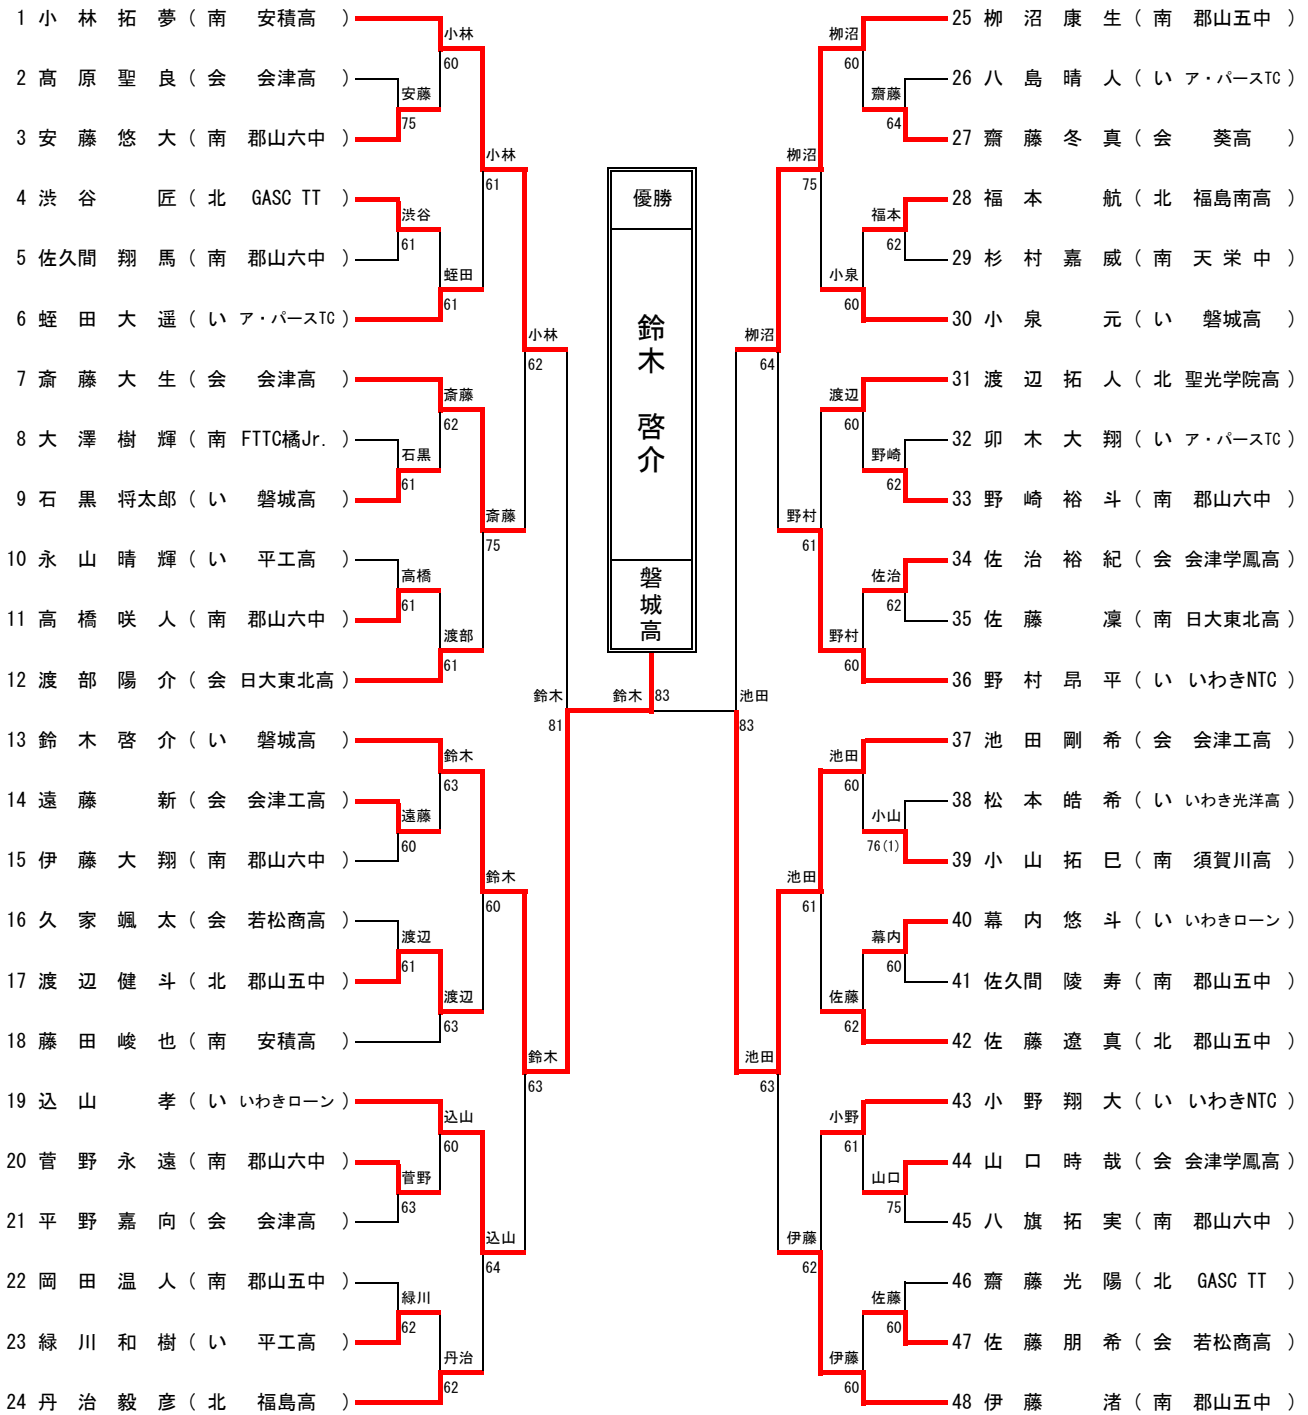 1 小 林 拓 夢 ( 南 安積高 )
2 髙 原 聖 良 ( 会 会津高 )
3 安 藤 悠 大 ( 南 郡山六中 )
4 渋 谷 匠 ( 北 GASC TT )
5 佐久間 翔 馬 ( 南 郡山六中 )
6 蛭 田 大 遥 ( い ア・パースTC )
7 斎 藤 大 生 ( 会 会津高 )
8 大 澤 樹 輝 ( 南 FTTC橘Jr. )
9 石 黒 将太郎 ( い 磐城高 )
10 永 山 晴 輝 ( い 平工高 )
11 高 橋 咲 人 ( 南 郡山六中 )
12 渡 部 陽 介 ( 会 日大東北高 )
13 鈴 木 啓 介 ( い 磐城高 )
14 遠 藤 新 ( 会 会津工高 )
15 伊 藤 大 翔 ( 南 郡山六中 )
16 久 家 颯 太 ( 会 若松商高 )
17 渡 辺 健 斗 ( 北 郡山五中 )
18 藤 田 峻 也 ( 南 安積高 )
19 込 山 孝 ( い いわきローン )
20 菅 野 永 遠 ( 南 郡山六中 )
21 平 野 嘉 向 ( 会 会津高 )
22 岡 田 温 人 ( 南 郡山五中 )
23 緑 川 和 樹 ( い 平工高 )
24 丹 治 毅 彦 ( 北 福島高 )
安藤
75
渋谷
61
石黒
61
高橋
61
遠藤
60
渡辺
61
菅野
63
緑川
62
小林
60
蛭田
61
斎藤
62
渡部
61
鈴木
63
渡辺
63
込山
60
丹治
62
小林
61
斎藤
75
鈴木
60
込山
64
小林
62
鈴木
63
鈴木
81
優勝
鈴木 啓介
磐城高
鈴木
83
池田
83
柳沼
64
池田
63
柳沼
75
野村
61
池田
61
伊藤
62
柳沼
60
小泉
60
渡辺
60
野村
60
池田
60
佐藤
62
小野
61
伊藤
60
齋藤
64
福本
62
野崎
62
佐治
62
小山
76(1)
幕内
60
山口
75
佐藤
60
25 栁 沼 康 生 ( 南 郡山五中 )
26 八 島 晴 人 ( い ア・パースTC )
27 齋 藤 冬 真 ( 会 葵高 )
28 福 本 航 ( 北 福島南高 )
29 杉 村 嘉 威 ( 南 天 栄 中 )
30 小 泉 元 ( い 磐城高 )
31 渡 辺 拓 人 ( 北 聖光学院高 )
32 卯 木 大 翔 ( い ア・パースTC )
33 野 崎 裕 斗 ( 南 郡山六中 )
34 佐 治 裕 紀 ( 会 会津学鳳高 )
35 佐 藤 凜 ( 南 日大東北高 )
36 野 村 昂 平 ( い いわきNTC )
37 池 田 剛 希 ( 会 会津工高 )
38 松 本 皓 希 ( い いわき光洋高 )
39 小 山 拓 巳 ( 南 須賀川高 )
40 幕 内 悠 斗 ( い いわきローン )
41 佐久間 陵 寿 ( 南 郡山五中 )
42 佐 藤 遼 真 ( 北 郡山五中 )
43 小 野 翔 大 ( い いわきNTC )
44 山 口 時 哉 ( 会 会津学鳳高 )
45 八 旗 拓 実 ( 南 郡山六中 )
46 齋 藤 光 陽 ( 北 GASC TT )
47 佐 藤 朋 希 ( 会 若松商高 )
48 伊 藤 渚 ( 南 郡山五中 )